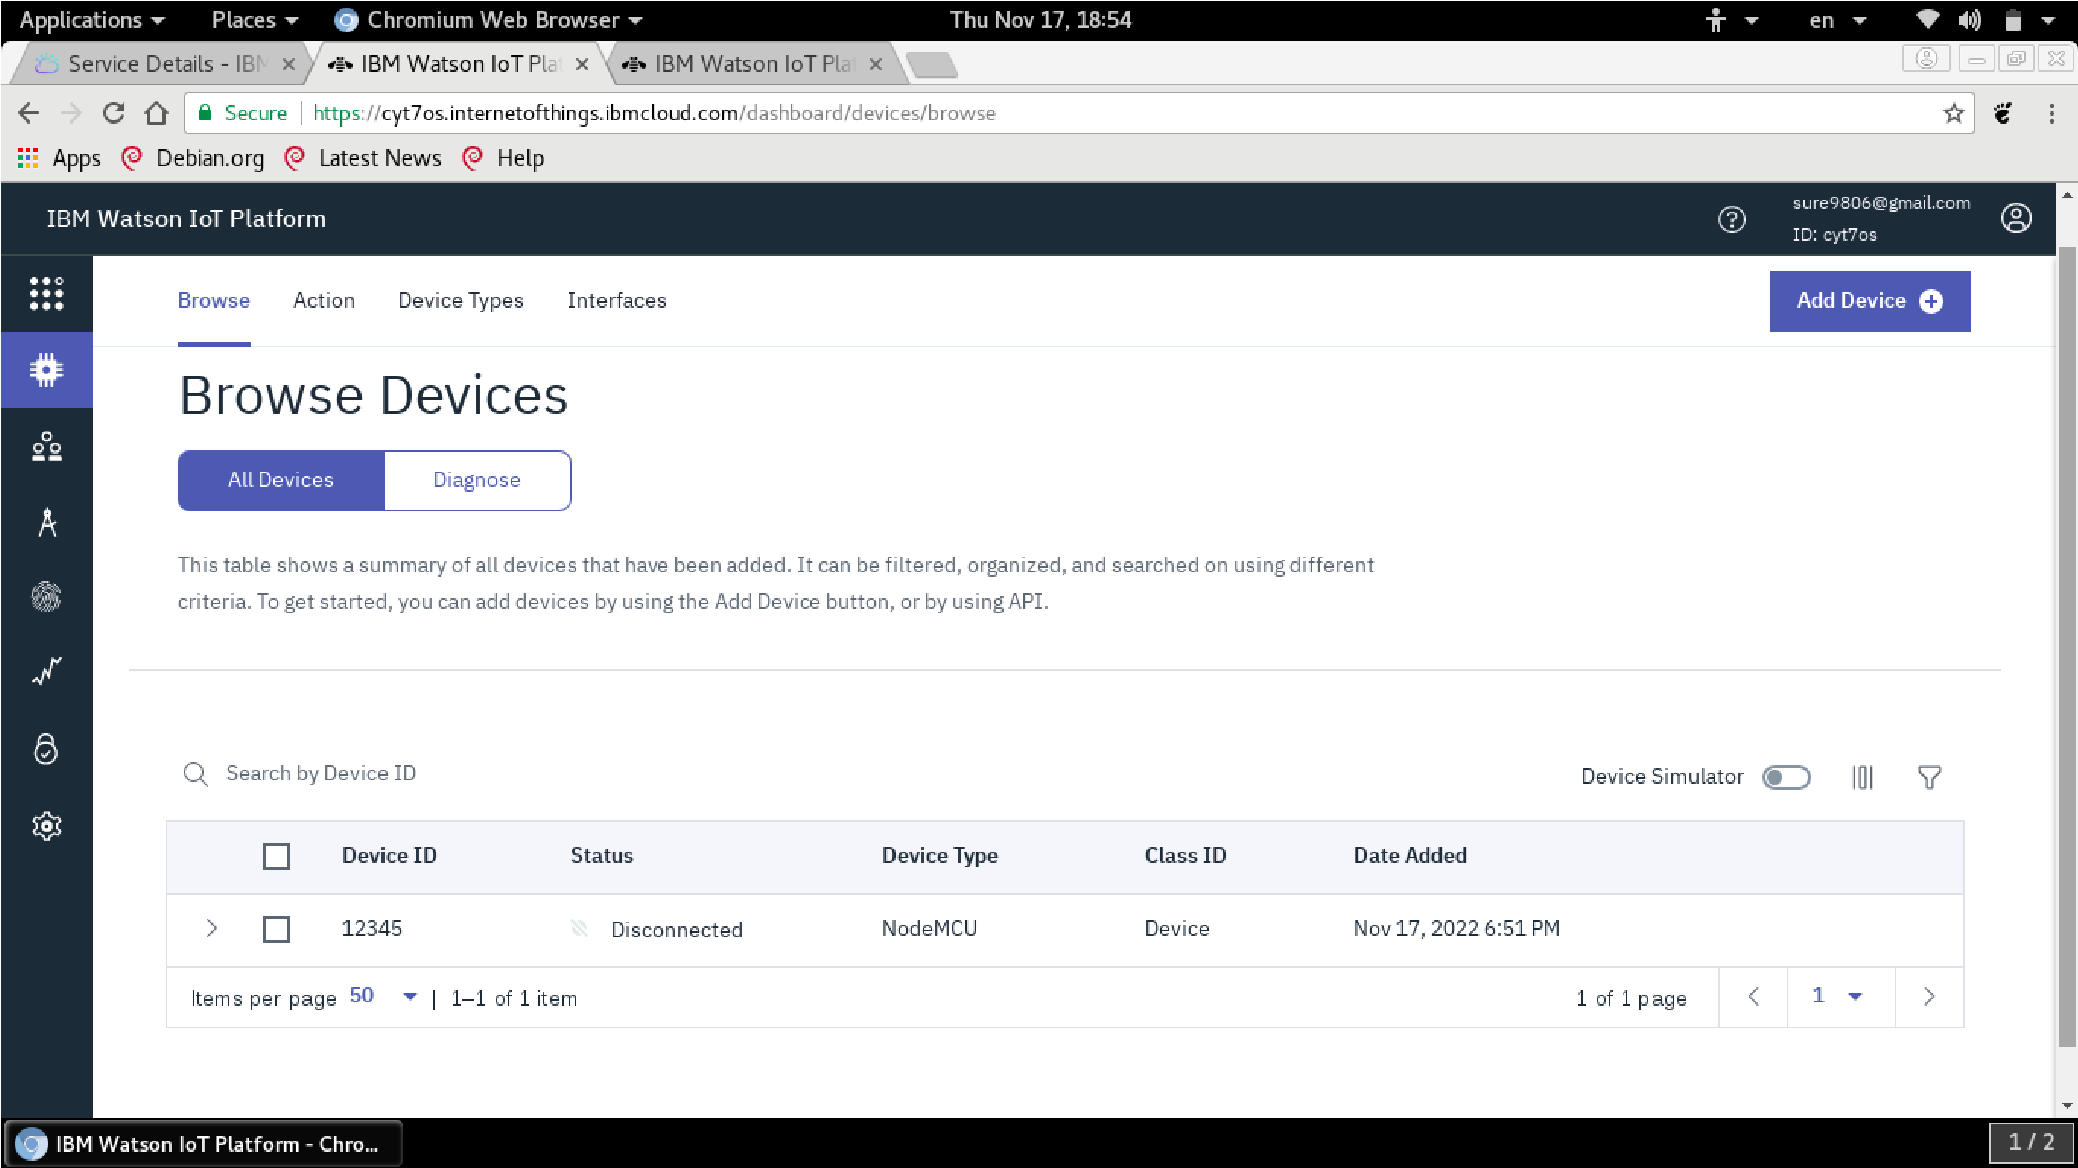 Applications Places Chromium Web Browser Thu Nov 17, 18:54 en
Service Details - IBM IBM Watson IoT Pla IBM Watson IoT Pla
Secure https://cyt7os.internetofthings.ibmcloud.com/dashboard/devices/browse
Apps Debian.org Latest News Help
IBM Watson IoT Platform
sure9806@gmail.com
ID: cyt7os
Browse Action Device Types Interfaces Add Device
Browse Devices
All Devices Diagnose
This table shows a summary of all devices that have been added. It can be filtered, organized, and searched on using different
criteria. To get started, you can add devices by using the Add Device button, or by using API.
Search by Device ID Device Simulator
Device ID Status Device Type Class ID Date Added
12345 Disconnected NodeMCU Device Nov 17, 2022 6:51 PM
Items per page 50 | 1–1 of 1 item 1 of 1 page 1
IBM Watson IoT Platform - Chro... 1 / 2